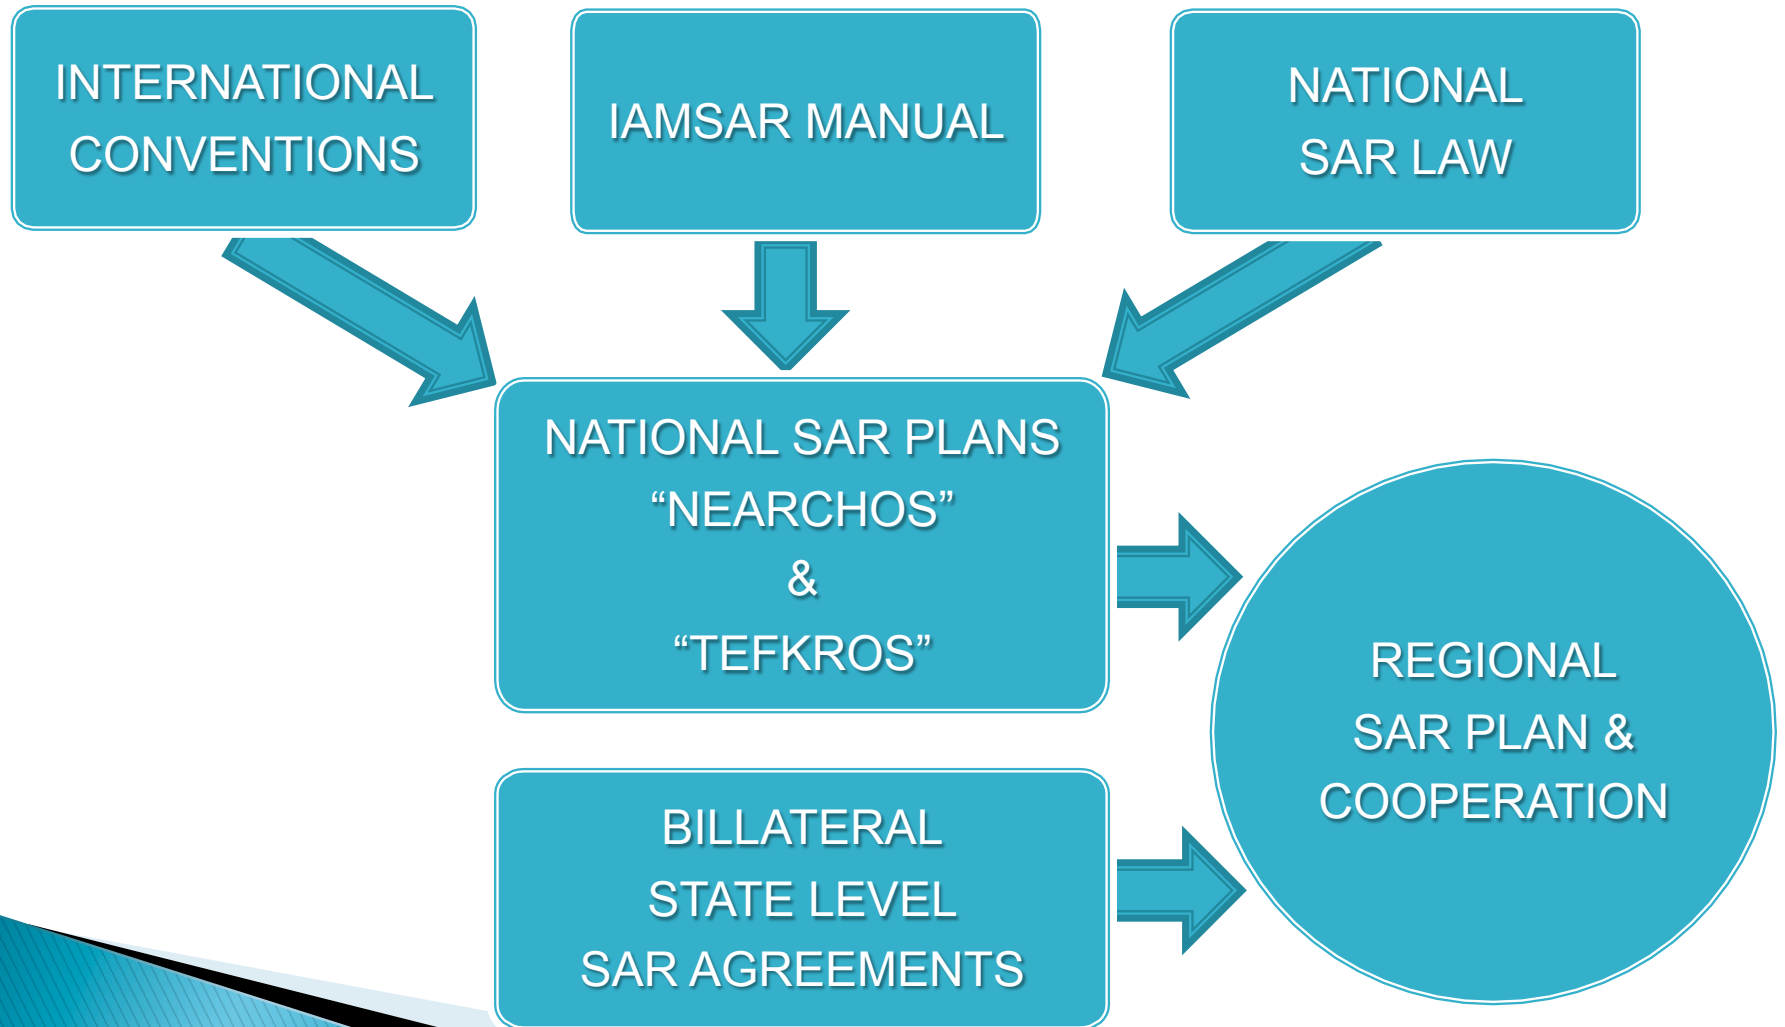 INTERNATIONAL
CONVENTIONS
IAMSAR MANUAL
NATIONAL
SAR LAW
NATIONAL SAR PLANS
“NEARCHOS”
&
“TEFKROS”
REGIONAL
SAR PLAN &
COOPERATION
BILLATERAL
STATE LEVEL
SAR AGREEMENTS